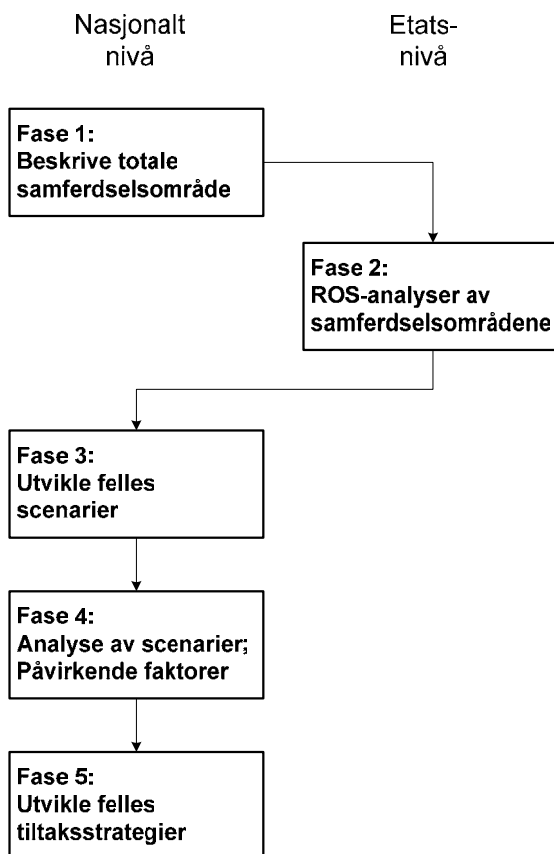 Nasjonalt
nivå
Etats-
nivå
Fase 1:
Beskrive totale
samferdselsområde
Fase 2:
ROS-analyser av
samferdselsområdene
Fase 3:
Utvikle felles
scenarier
Fase 4:
Analyse av scenarier;
Påvirkende faktorer
Fase 5:
Utvikle felles
tiltaksstrategier